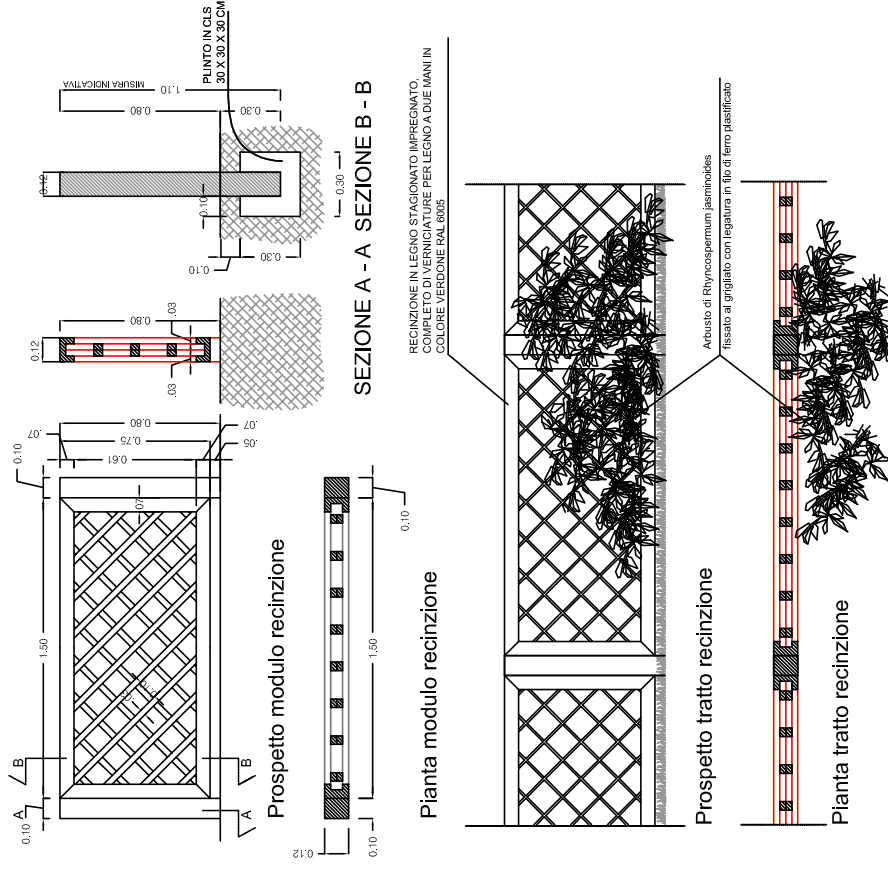 0.10
1.50
.07
A
B
0.10
.07
.05
0.10
0.61
0.75
0.80
.07
.05
A
B
Prospetto modulo recinzione
0.12
0.10
1.50
0.10
Pianta modulo recinzione
0.12
0.80
.03
.03
SEZIONE A - A
0.12
0.80
1.10
MISURA INDICATIVA
0.30
0.10
0.10
0.30
0.30
PLINTO IN CLS
30 X 30 X 30 CM
SEZIONE B - B
RECINZIONE IN LEGNO STAGIONATO IMPREGNATO,
COMPLETO DI VERNICIATURE PER LEGNO A DUE MANI IN
COLORE VERDONE RAL 6005
Prospetto tratto recinzione
Arbusto di Rhyncospermum jasminoides
fissato al grigliato con legatura in filo di ferro plastificato
Pianta tratto recinzione